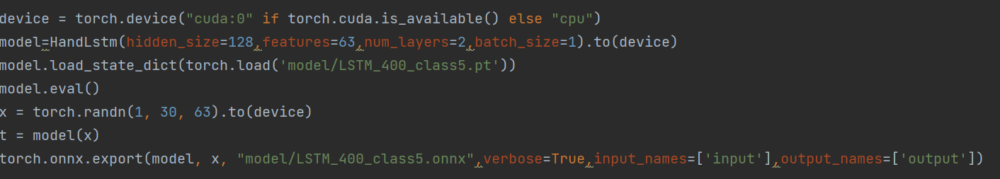 device = torch.device("cuda:0" if torch.cuda.is_available() else "cpu")
model=HandLstm(hidden_size=128,features=63,num_layers=2,batch_size=1).to(device)
model.load_state_dict(torch.load('model/LSTM_400_class5.pt'))
model.eval()
x = torch.randn(1, 30, 63).to(device)
t = model(x)
torch.onnx.export(model, x, "model/LSTM_400_class5.onnx",verbose=True,input_names=['input'],output_names=['output'])